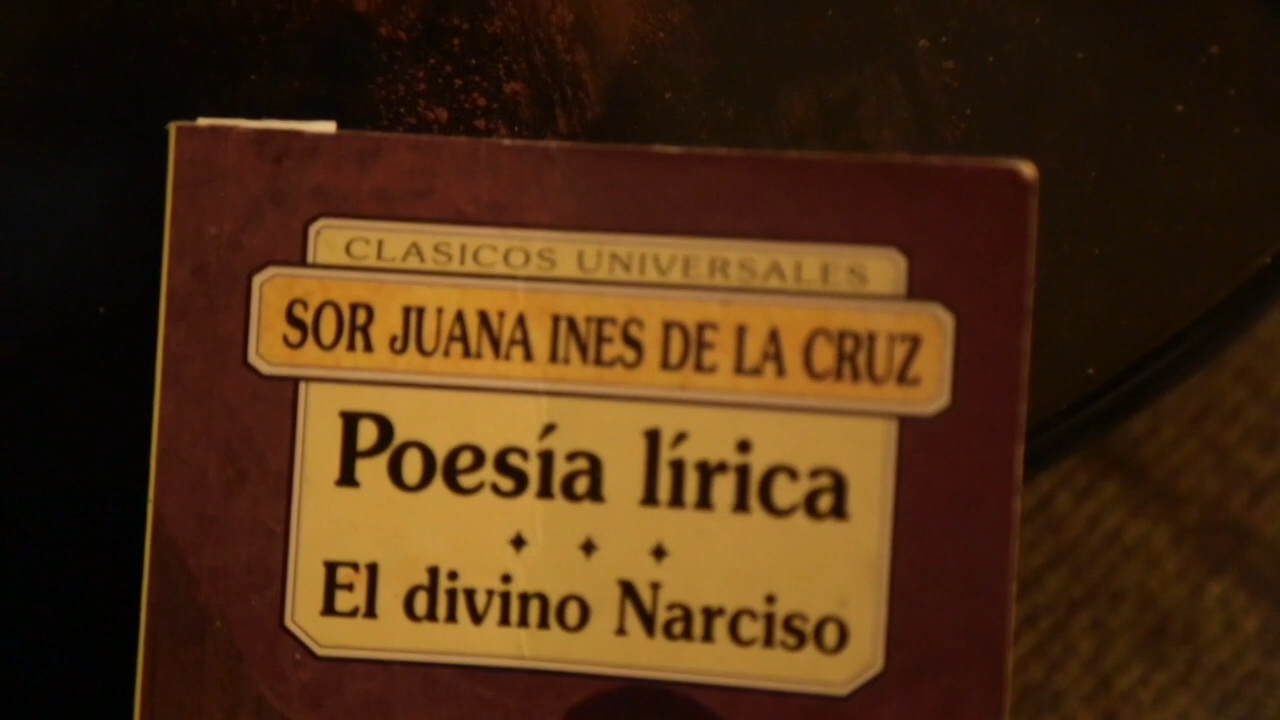 CLASICOS UNIVERSALES
SOR JUANA INES DE LA CRUZ
Poesía lírica
El divino Narciso